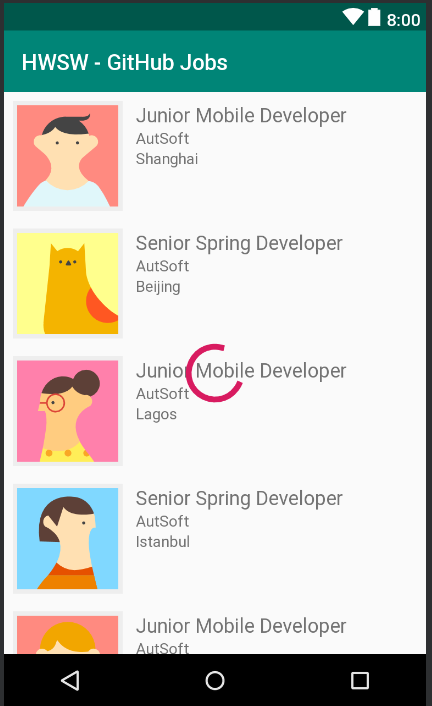 8:00
HWSW - GitHub Jobs
Junior Mobile Developer
AutSoft
Shanghai
Senior Spring Developer
AutSoft
Beijing
Junior Mobile Developer
AutSoft
Lagos
Senior Spring Developer
AutSoft
Istanbul
Junior Mobile Developer
AutSoft